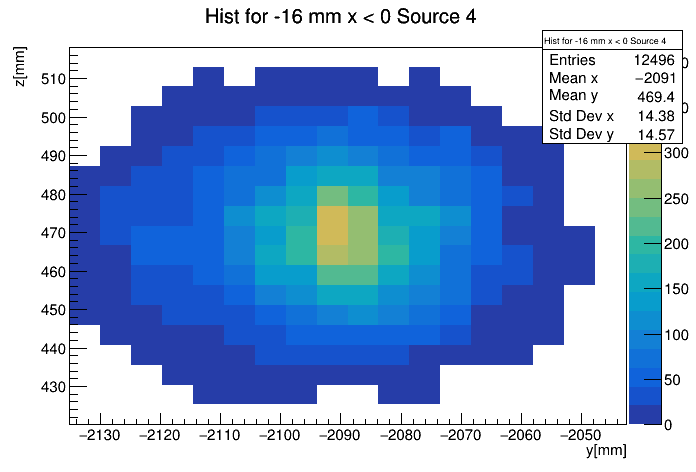 Hist for -16 mm x < 0 Source 4
z[mm]
Hist for -16 mm x < 0 Source 4
Entries 12496
Mean x −2091
Mean y 469.4
Std Dev x 14.38
Std Dev y 14.57
510
500
490
480
470
460
450
440
430
0
0
300
250
200
150
100
50
0
−2130 −2120 −2110 −2100 −2090 −2080 −2070 −2060 −2050
y[mm]